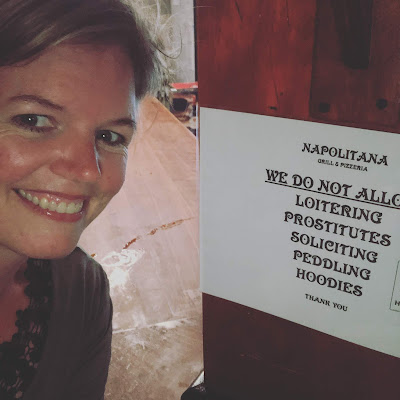 NAPOLITANA
GRILL & PIZZERIA
WE DO NOT ALLO
LOITERING
PROSTITUTES
SOLICITING
PEDDLING
HOODIES
THANK YOU
H